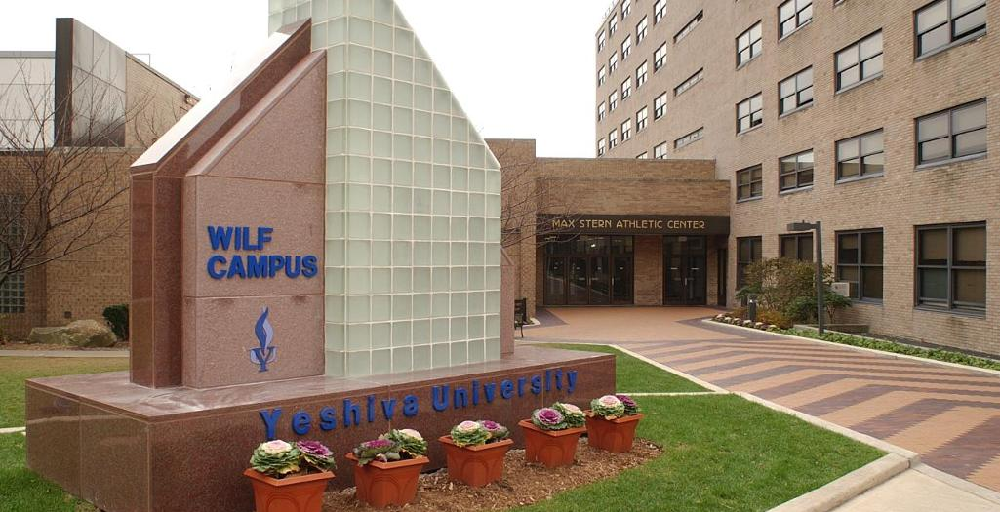 WILF
CAMPUS
Yeshiva University
MAX STERN ATHLETIC CENTER